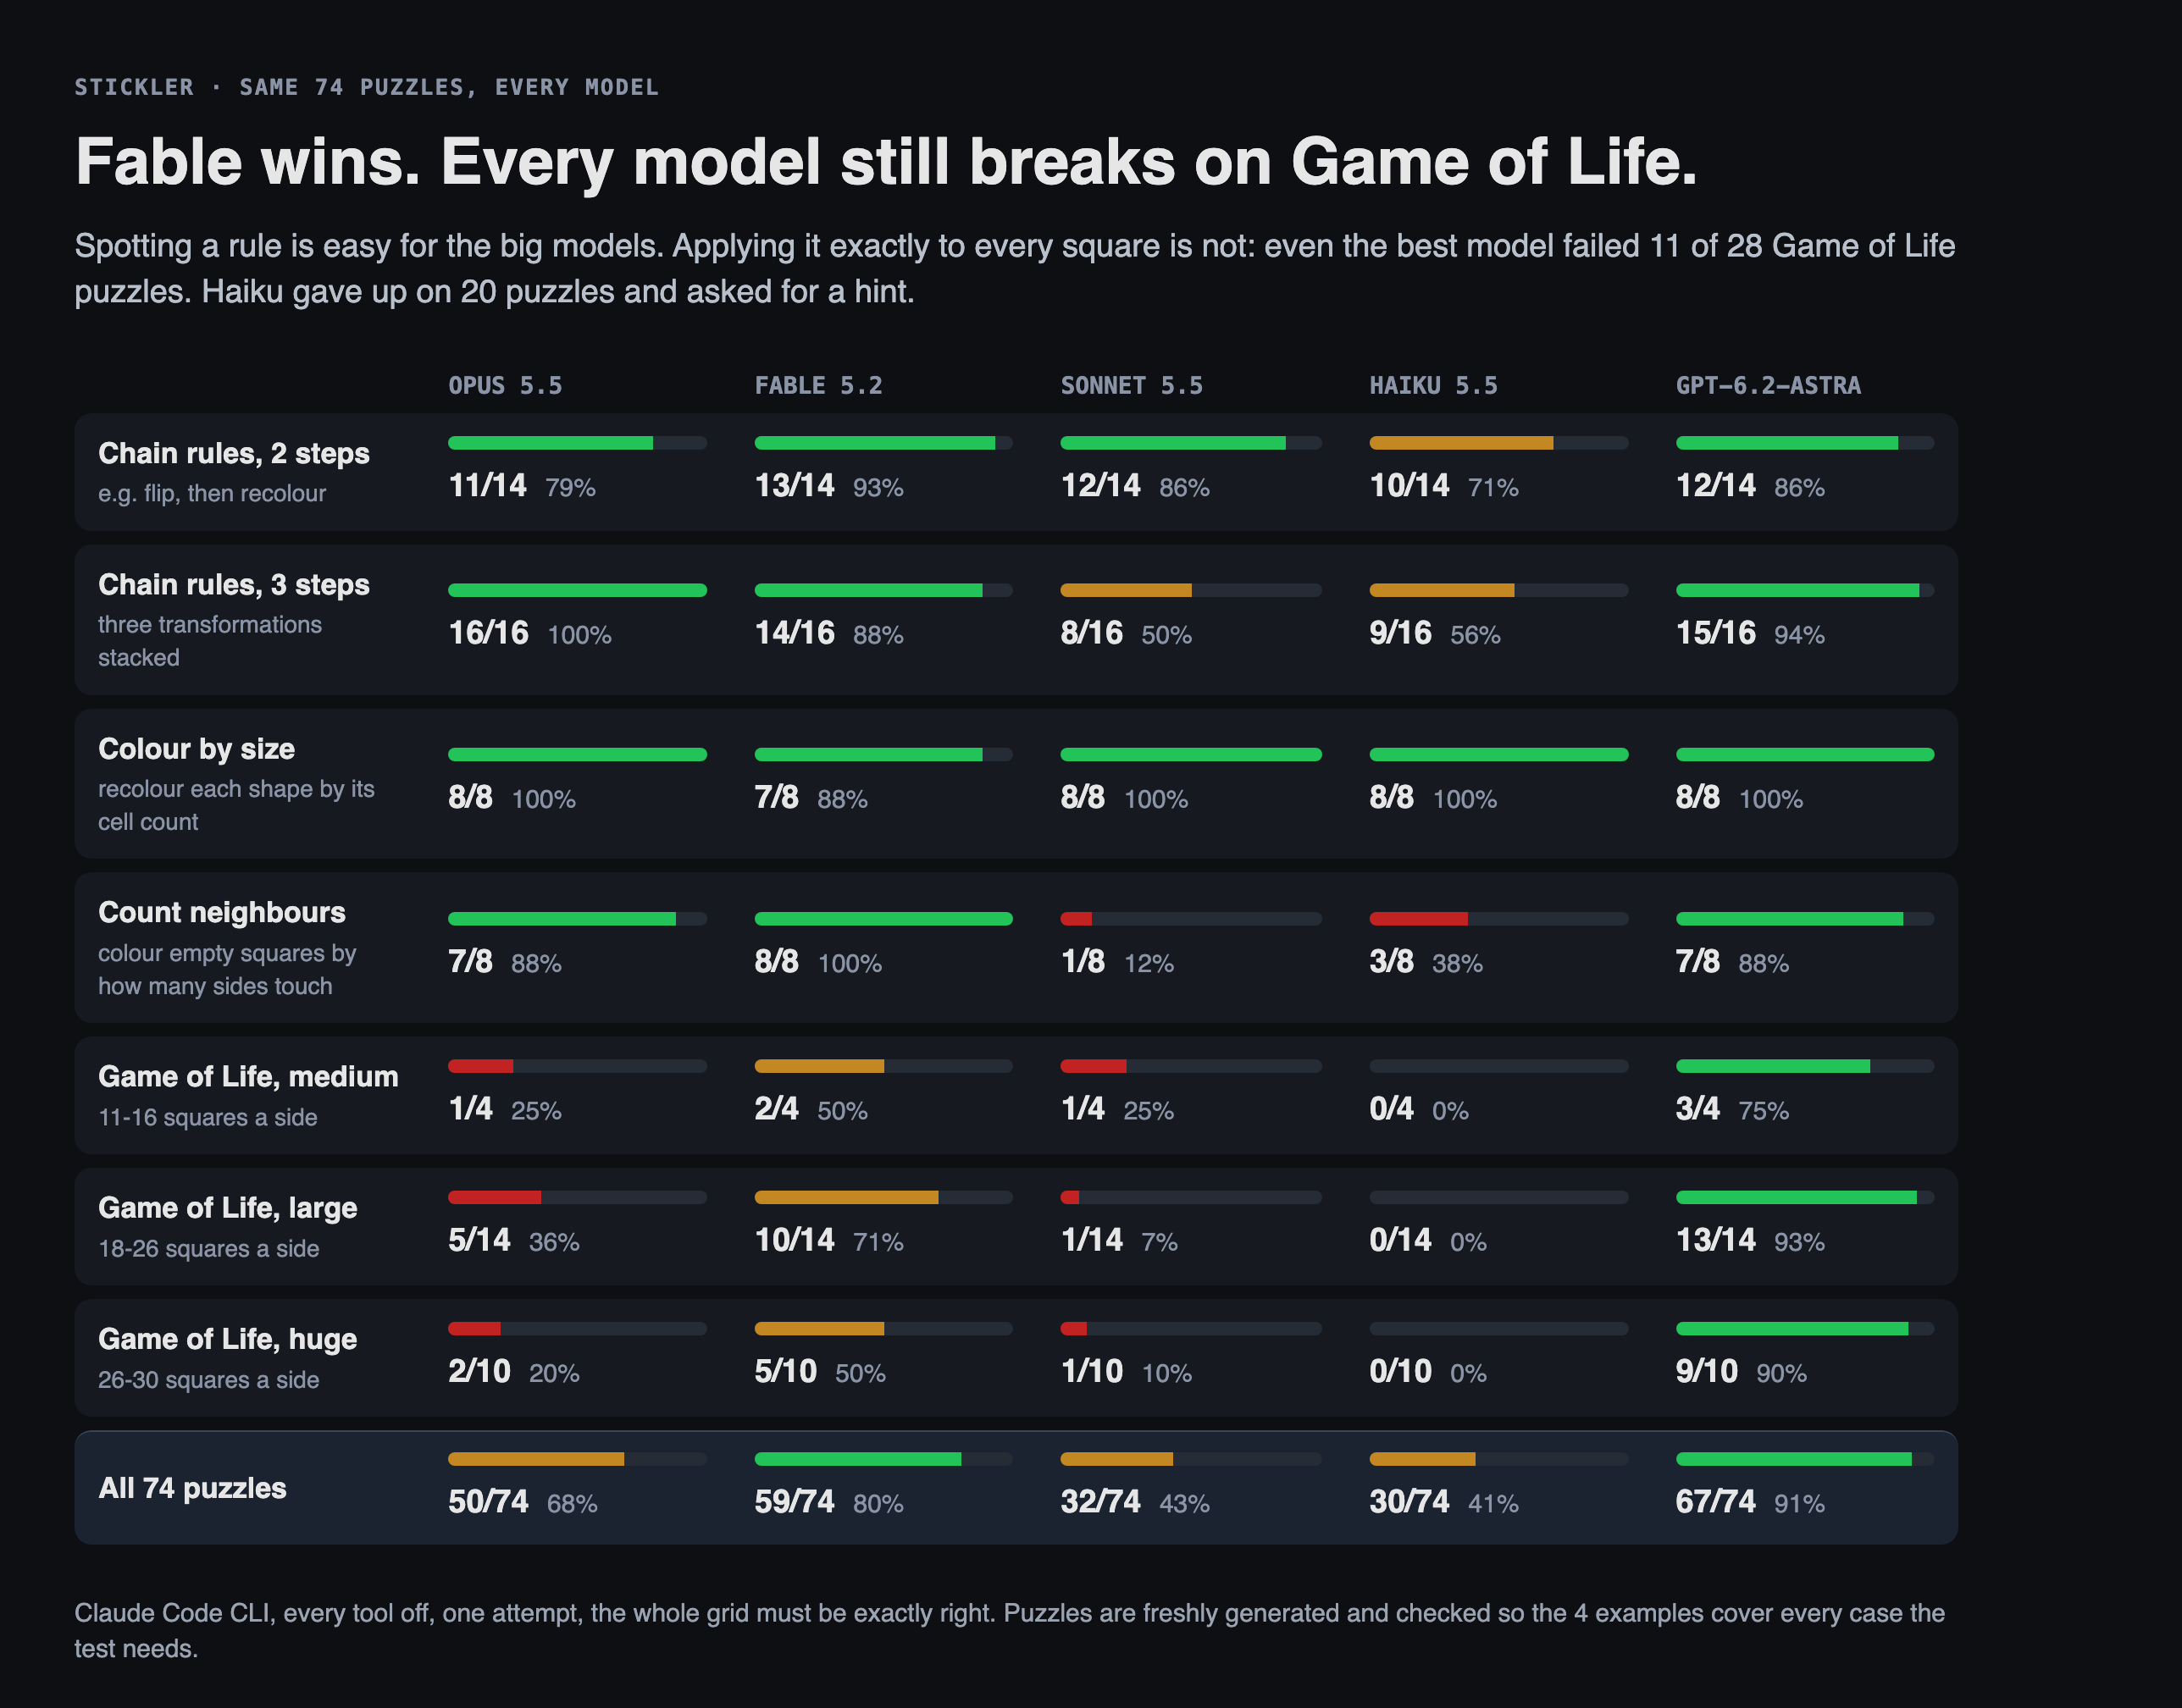 STICKLER · SAME 74 PUZZLES, EVERY MODEL
Fable wins. Every model still breaks on Game of Life.
Spotting a rule is easy for the big models. Applying it exactly to every square is not: even the best model failed 11 of 28 Game of Life
puzzles. Haiku gave up on 20 puzzles and asked for a hint.
OPUS 5.5 FABLE 5.2 SONNET 5.5 HAIKU 5.5 GPT–6.2–ASTRA
Chain rules, 2 steps
e.g. flip, then recolour
11/14 79% 13/14 93% 12/14 86% 10/14 71% 12/14 86%
Chain rules, 3 steps
three transformations
stacked
16/16 100% 14/16 88% 8/16 50% 9/16 56% 15/16 94%
Colour by size
recolour each shape by its
cell count
8/8 100% 7/8 88% 8/8 100% 8/8 100% 8/8 100%
Count neighbours
colour empty squares by
how many sides touch
7/8 88% 8/8 100% 1/8 12% 3/8 38% 7/8 88%
Game of Life, medium
11-16 squares a side
1/4 25% 2/4 50% 1/4 25% 0/4 0% 3/4 75%
Game of Life, large
18-26 squares a side
5/14 36% 10/14 71% 1/14 7% 0/14 0% 13/14 93%
Game of Life, huge
26-30 squares a side
2/10 20% 5/10 50% 1/10 10% 0/10 0% 9/10 90%
All 74 puzzles
50/74 68% 59/74 80% 32/74 43% 30/74 41% 67/74 91%
Claude Code CLI, every tool off, one attempt, the whole grid must be exactly right. Puzzles are freshly generated and checked so the 4 examples cover every case the
test needs.